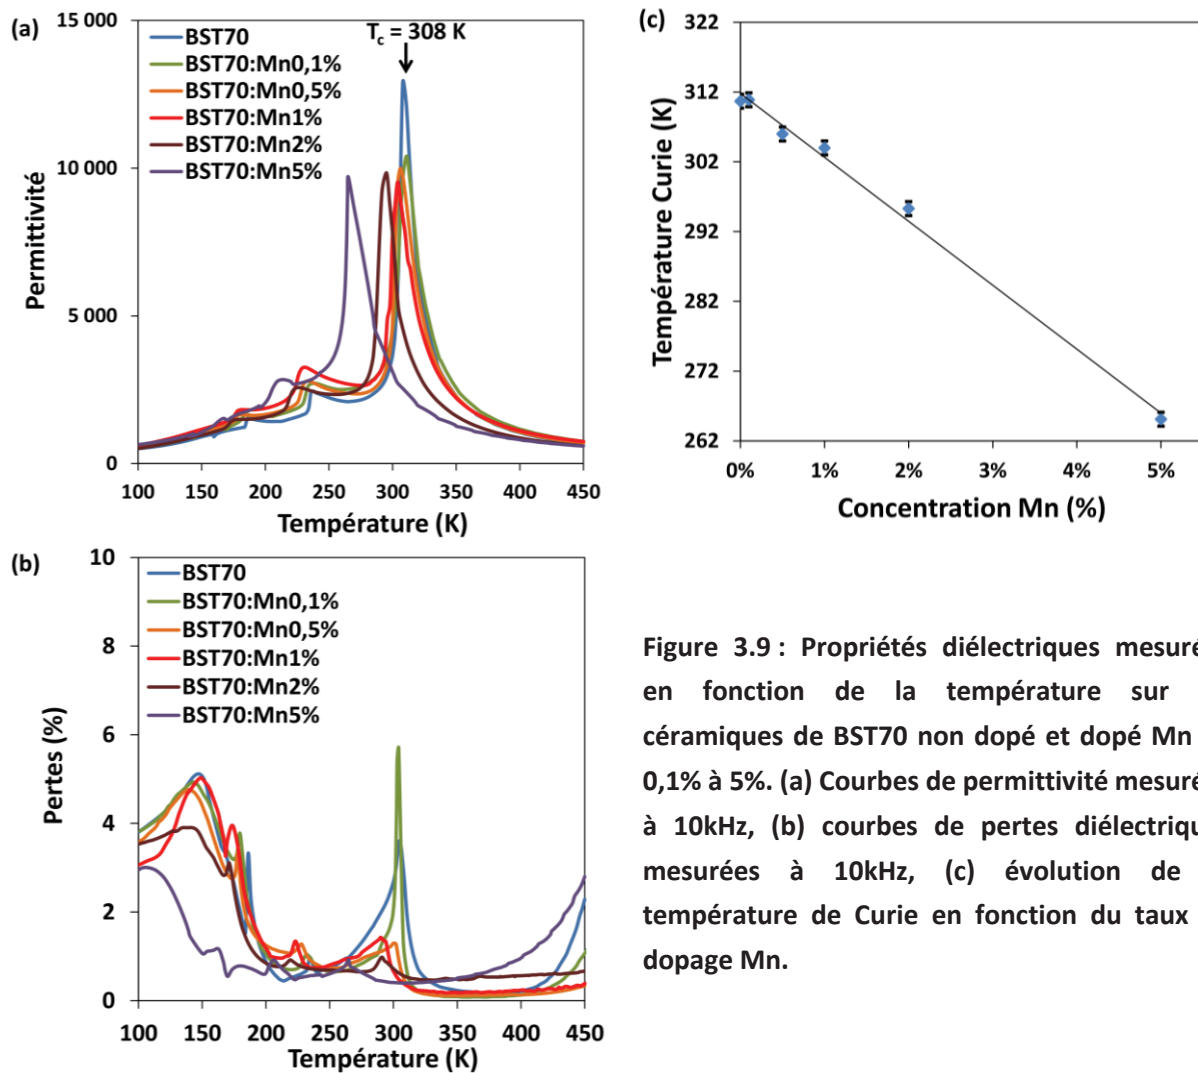 (a)
15 000
10 000
5 000
0
Permittivité
BST70
BST70:Mn0,1%
BST70:Mn0,5%
BST70:Mn1%
BST70:Mn2%
BST70:Mn5%
Tc = 308 K
100 150 200 250 300 350 400 450
Température (K)
(c)
322
312
302
292
282
272
262
Température Curie (K)
0% 1% 2% 3% 4% 5%
Concentration Mn (%)
(b)
10
8
6
4
2
0
Pertes (%)
BST70
BST70:Mn0,1%
BST70:Mn0,5%
BST70:Mn1%
BST70:Mn2%
BST70:Mn5%
100 150 200 250 300 350 400 450
Température (K)
Figure 3.9 : Propriétés diélectriques mesuré
en fonction de la température sur
céramiques de BST70 non dopé et dopé Mn
0,1% à 5%. (a) Courbes de permittivité mesuré
à 10kHz, (b) courbes de pertes diélectriqu
mesurées à 10kHz, (c) évolution de
température de Curie en fonction du taux
dopage Mn.